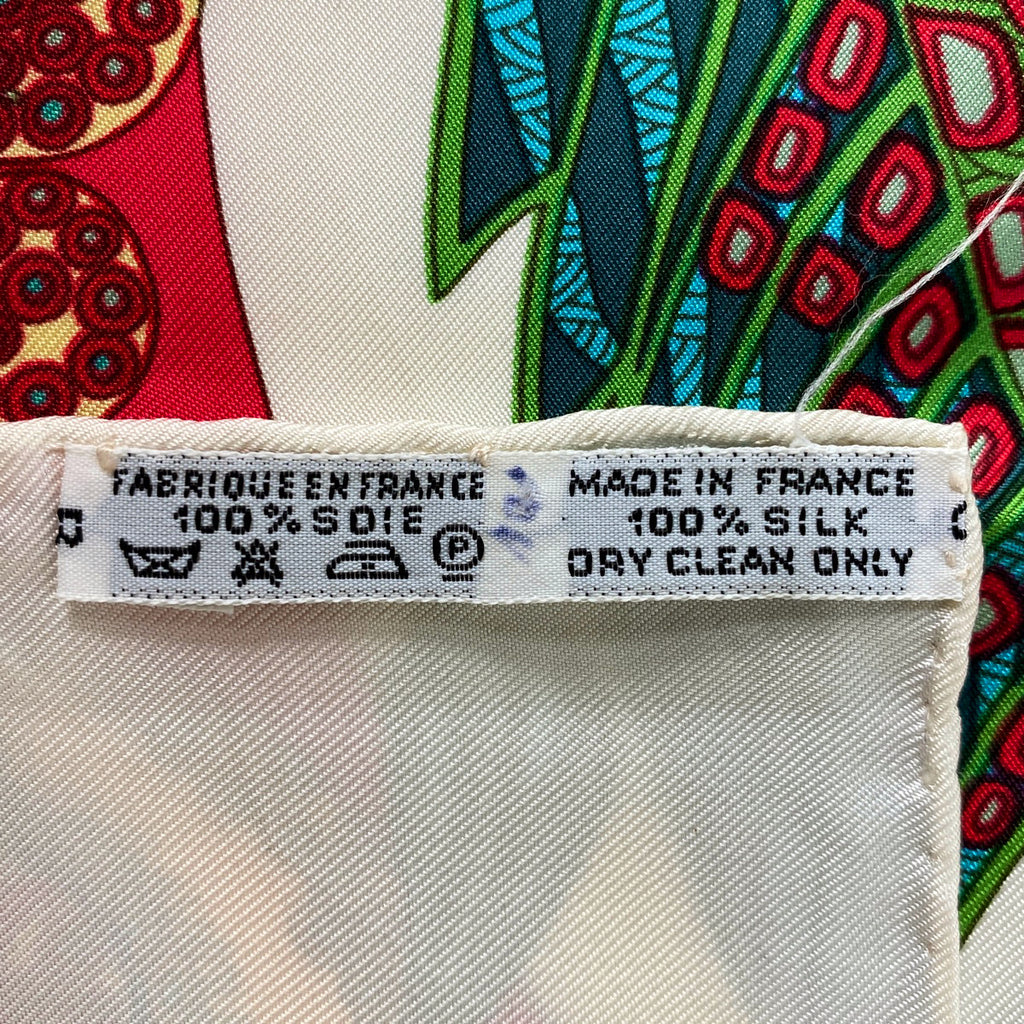 FABRIQUE EN FRANCE
100% SOIE
P
MADE IN FRANCE
100% SILK
DRY CLEAN ONLY